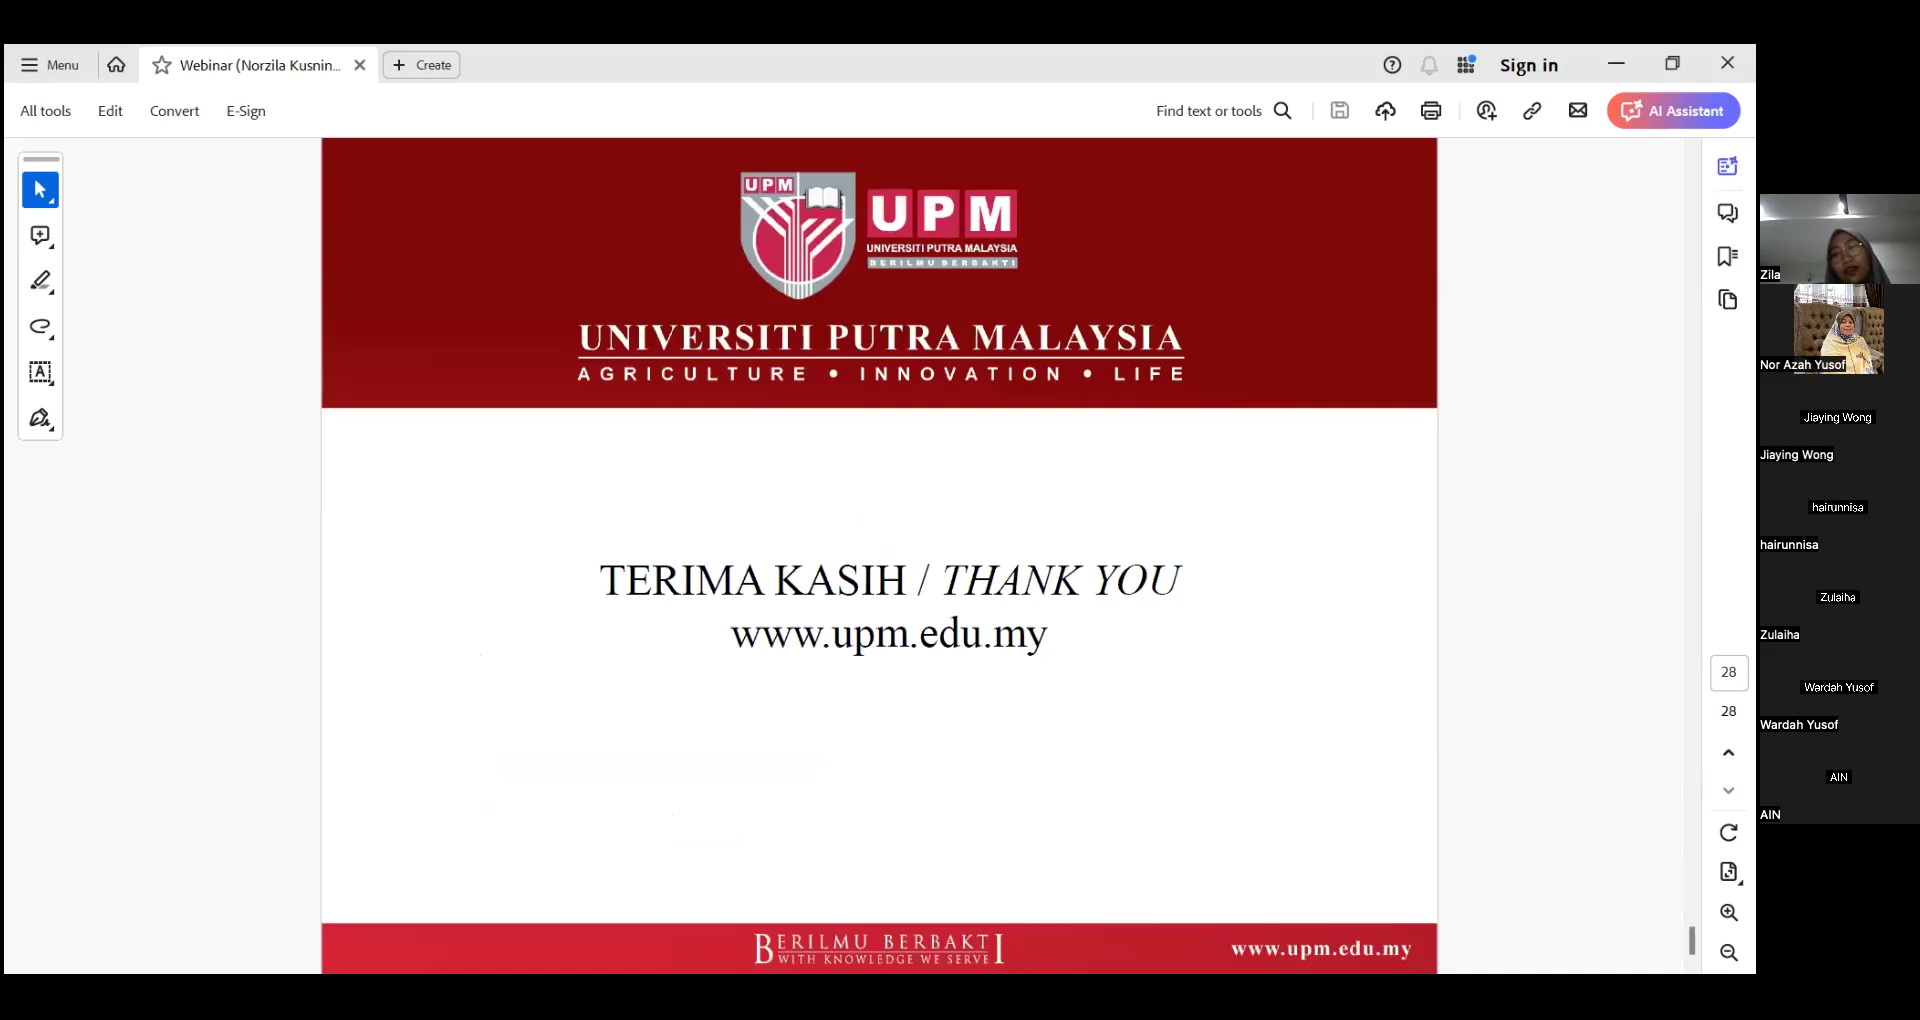 Menu
Webinar (Norzila Kusnin...
Create
Sign in
All tools
Edit
Convert
E-Sign
Find text or tools
AI Assistant
UPM
UPM
UNIVERSITI PUTRA MALAYSIA
BERILMU BERBAKTI
UNIVERSITI PUTRA MALAYSIA
AGRICULTURE • INNOVATION • LIFE
TERIMA KASIH / THANK YOU
www.upm.edu.my
BERILMU BERBAKTI
WITH KNOWLEDGE WE SERVE
www.upm.edu.my
28
28
Zila
Nor Azah Yusof
Jiaying Wong
Jiaying Wong
hairunnisa
hairunnisa
Zulaiha
Zulaiha
Wardah Yusof
Wardah Yusof
AIN
AIN